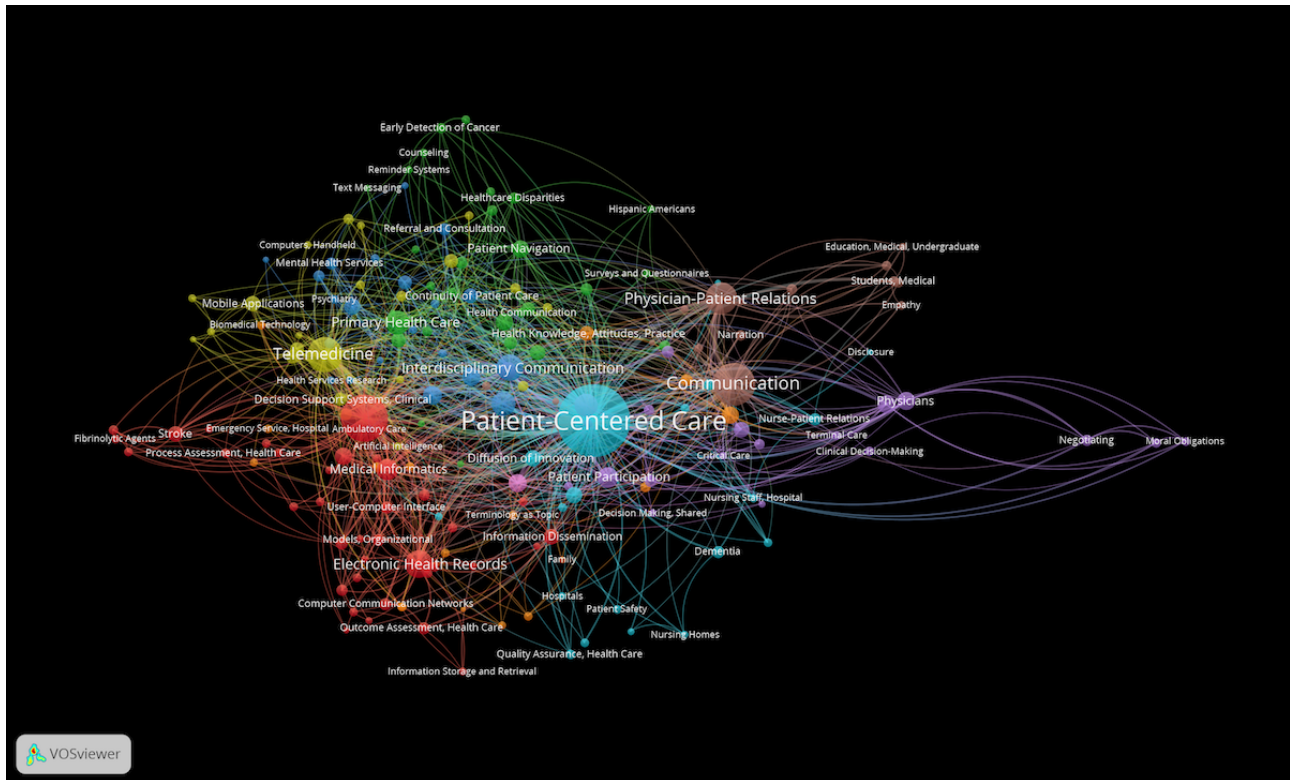 Early Detection of Cancer
Counseling
Reminder Systems
Text Messaging
Healthcare Disparities
Hispanic Americans
Referral and Consultation
Computers, Handheld
Patient Navigation
Education, Medical, Undergraduate
Mental Health Services
Surveys and Questionnaires
Students, Medical
Psychiatry
Continuity of Patient Care
Physician-Patient Relations
Mobile Applications
Empathy
Health Communication
Biomedical Technology
Primary Health Care
Health Knowledge, Attitudes, Practice
Narration
Telemedicine
Disclosure
Interdisciplinary Communication
Health Services Research
Communication
Decision Support Systems, Clinical
Physicians
Patient-Centered Care
Nurse-Patient Relations
Emergency Service, Hospital
Ambulatory Care
Stroke
Fibrinolytic Agents
Terminal Care
Negotiating
Moral Obligations
Artificial Intelligence
Process Assessment, Health Care
Clinical Decision-Making
Critical Care
Diffusion of Innovation
Medical Informatics
Patient Participation
Nursing Staff, Hospital
User-Computer Interface
Terminology as Topic
Decision Making, Shared
Information Dissemination
Models, Organizational
Dementia
Family
Electronic Health Records
Hospitals
Computer Communication Networks
Patient Safety
Outcome Assessment, Health Care
Nursing Homes
Quality Assurance, Health Care
Information Storage and Retrieval
VOSviewer